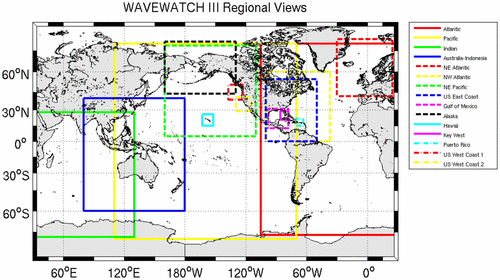 WAVEWATCH III Regional Views
60°N
30°N
0°N
30°S
60°S
60°E
120°E
180°W
120°W
60°W
Atlantic
Pacific
Indian
Australia-Indonesia
NE Atlantic
NW Atlantic
NE Pacific
US East Coast
Gulf of Mexico
Alaska
Hawaii
Key West
Puerto Rico
US West Coast 1
US West Coast 2